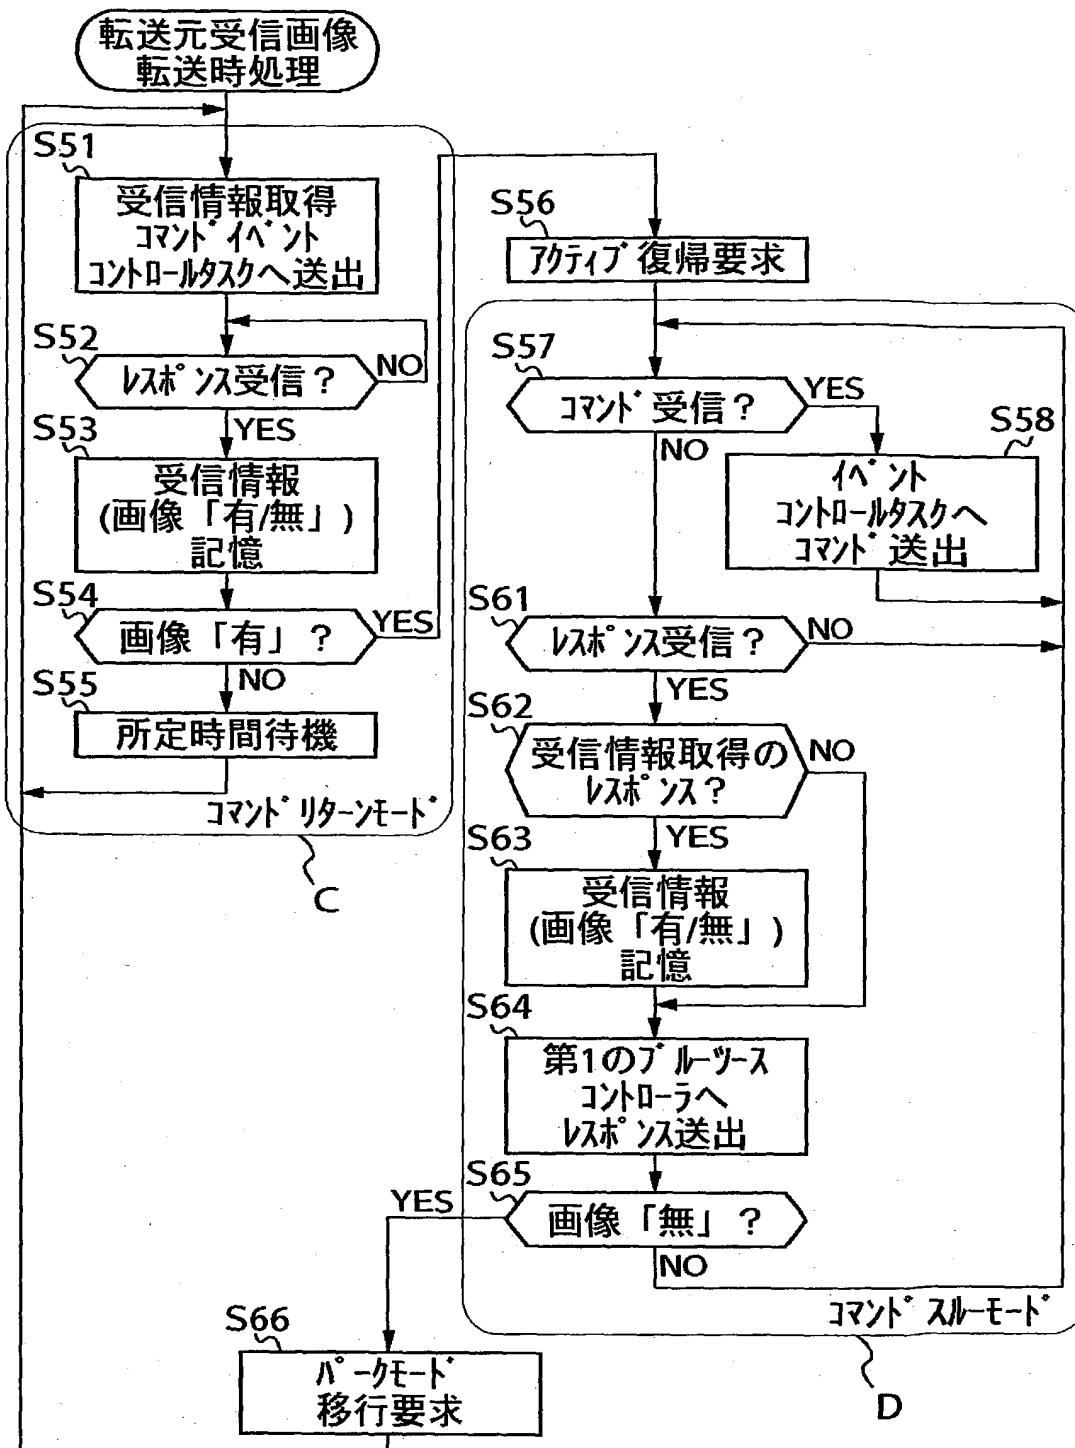 転送元受信画像
転送時処理
S51
受信情報取得
コマンドイベント
コントロールタスクへ送出
S52
レスポンス受信？
NO
YES
S53
受信情報
(画像「有/無」)
記憶
S54
画像「有」？
YES
NO
S55
所定時間待機
コマンドリターンモード
C
S56
アクティブ復帰要求
S57
コマンド受信？
YES
NO
S58
イベント
コントロールタスクへ
コマンド送出
S61
レスポンス受信？
NO
YES
S62
受信情報取得の
レスポンス？
NO
YES
S63
受信情報
(画像「有/無」)
記憶
S64
第1のブルーツース
コントローラへ
レスポンス送出
S65
画像「無」？
YES
NO
コマンドスルーモード
D
S66
パークモード
移行要求